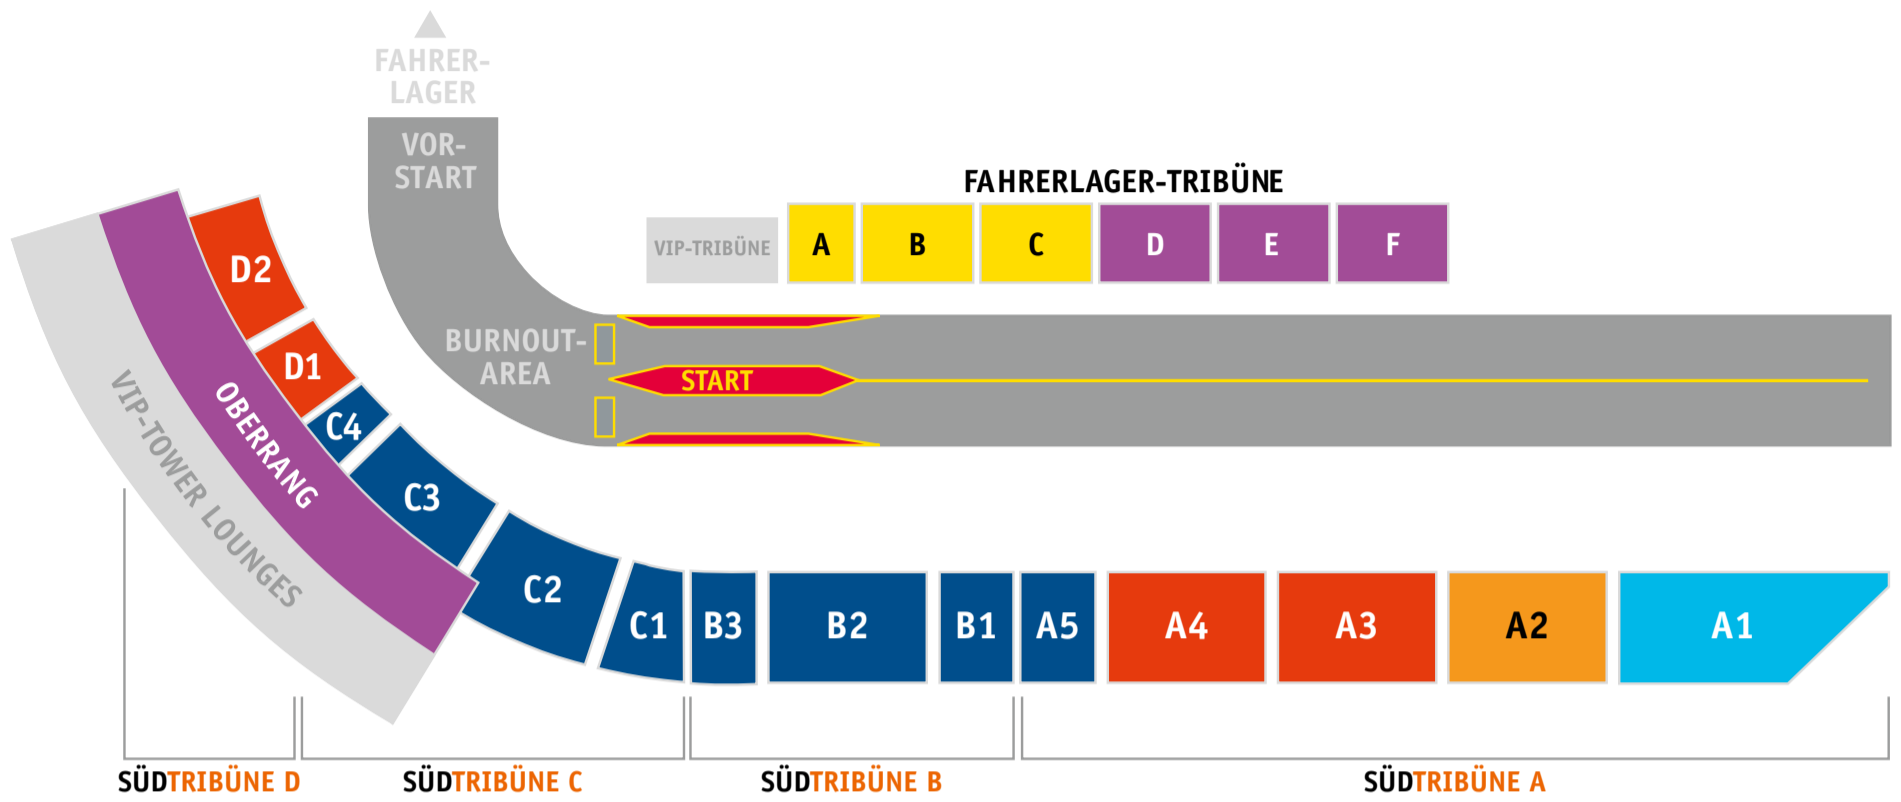 FAHRER-
LAGER
VOR-
START
FAHRERLAGER-TRIBÜNE
VIP-TRIBÜNE
A
B
C
D
E
F
BURNOUT-
AREA
START
D2
D1
C4
C3
C2
C1
B3
B2
B1
A5
A4
A3
A2
A1
OBERRANG
VIP-TOWER LOUNGES
SÜDTRIBÜNE D
SÜDTRIBÜNE C
SÜDTRIBÜNE B
SÜDTRIBÜNE A